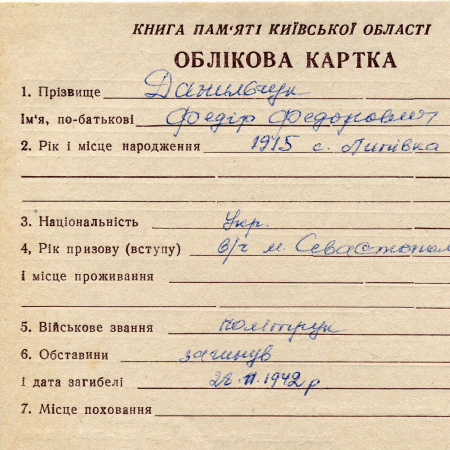 КНИГА ПАМ'ЯТІ КИЇВСЬКОЇ ОБЛАСТІ
ОБЛІКОВА КАРТКА
1. Прізвище Данильчук
Ім'я, по-батькові Федір Федорович
2. Рік і місце народження 1915 с. Липівка
3. Національність Укр.
4, Рік призову (вступу) в/ч м. Севастопол
і місце проживання
5. Військове звання політрук
6. Обставини загинув
і дата загибелі 1942 р
7. Місце поховання